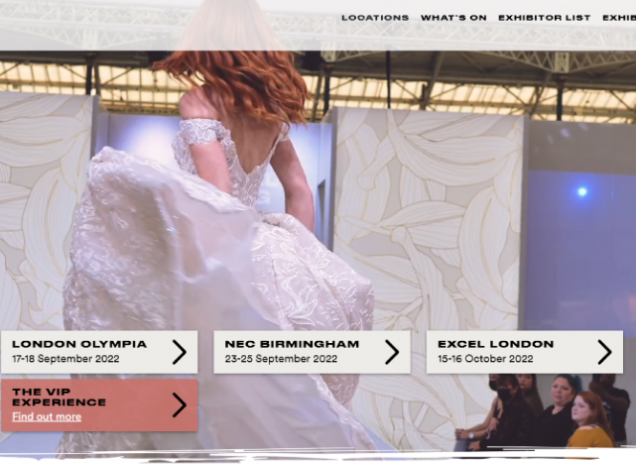 LOCATIONS WHAT'S ON EXHIBITOR LIST
LONDON OLYMPIA
17-18 September 2022
NEC BIRMINGHAM
23-25 September 2022
EXCEL LONDON
15-16 October 2022
THE VIP
EXPERIENCE
Find out more